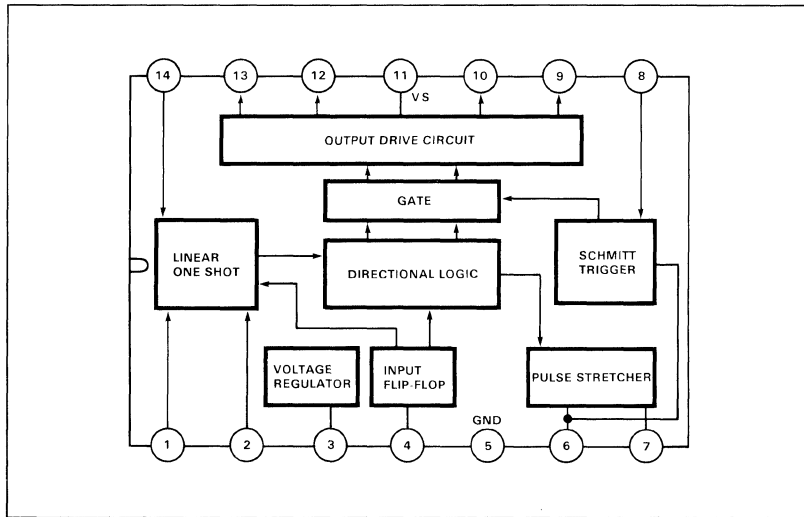 14 13 12 11 10 9 8
VS
OUTPUT DRIVE CIRCUIT
GATE
LINEAR
ONE SHOT
DIRECTIONAL LOGIC
SCHMITT
TRIGGER
VOLTAGE
REGULATOR
INPUT
FLIP-FLOP
PULSE STRETCHER
GND
1 2 3 4 5 6 7